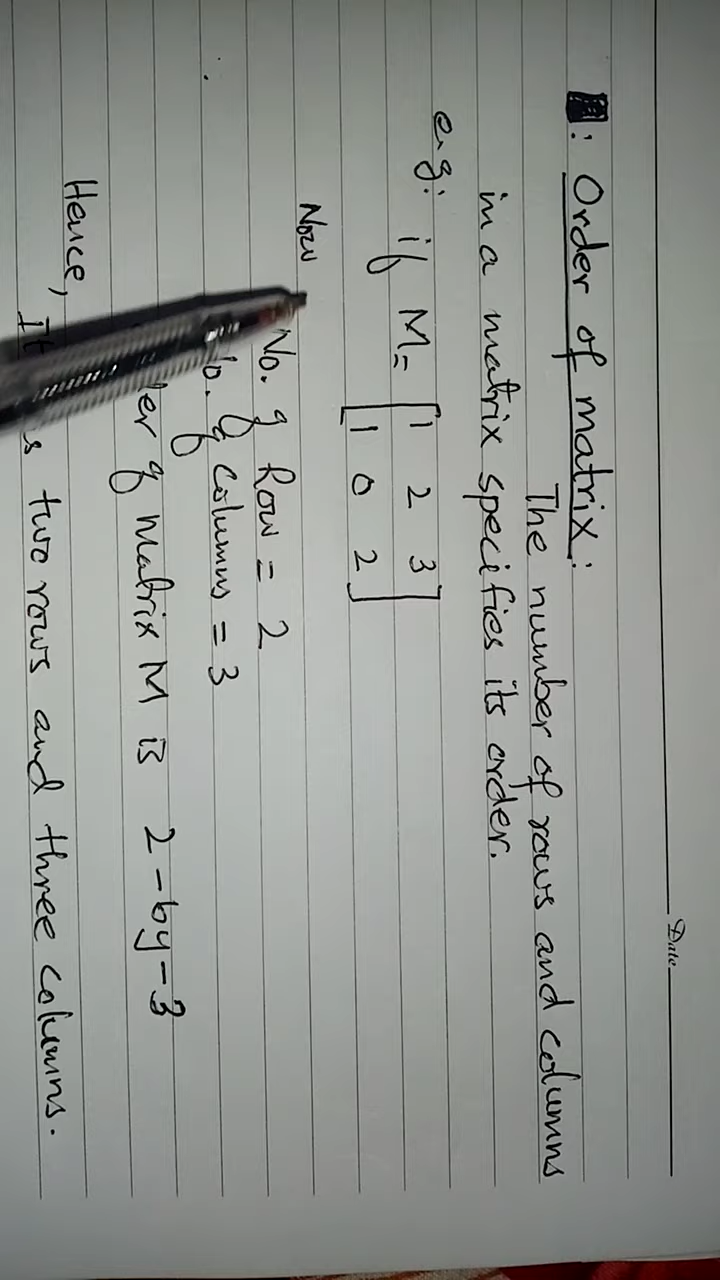 Date
: Order of matrix:
The number of rows and columns
in a matrix specifies its order.
e.g: if M = [1 2 3
1 0 2]
Now
No. of Row = 2
No. of columns = 3
of matrix M is 2-by-3
Hence, two rows and three columns.